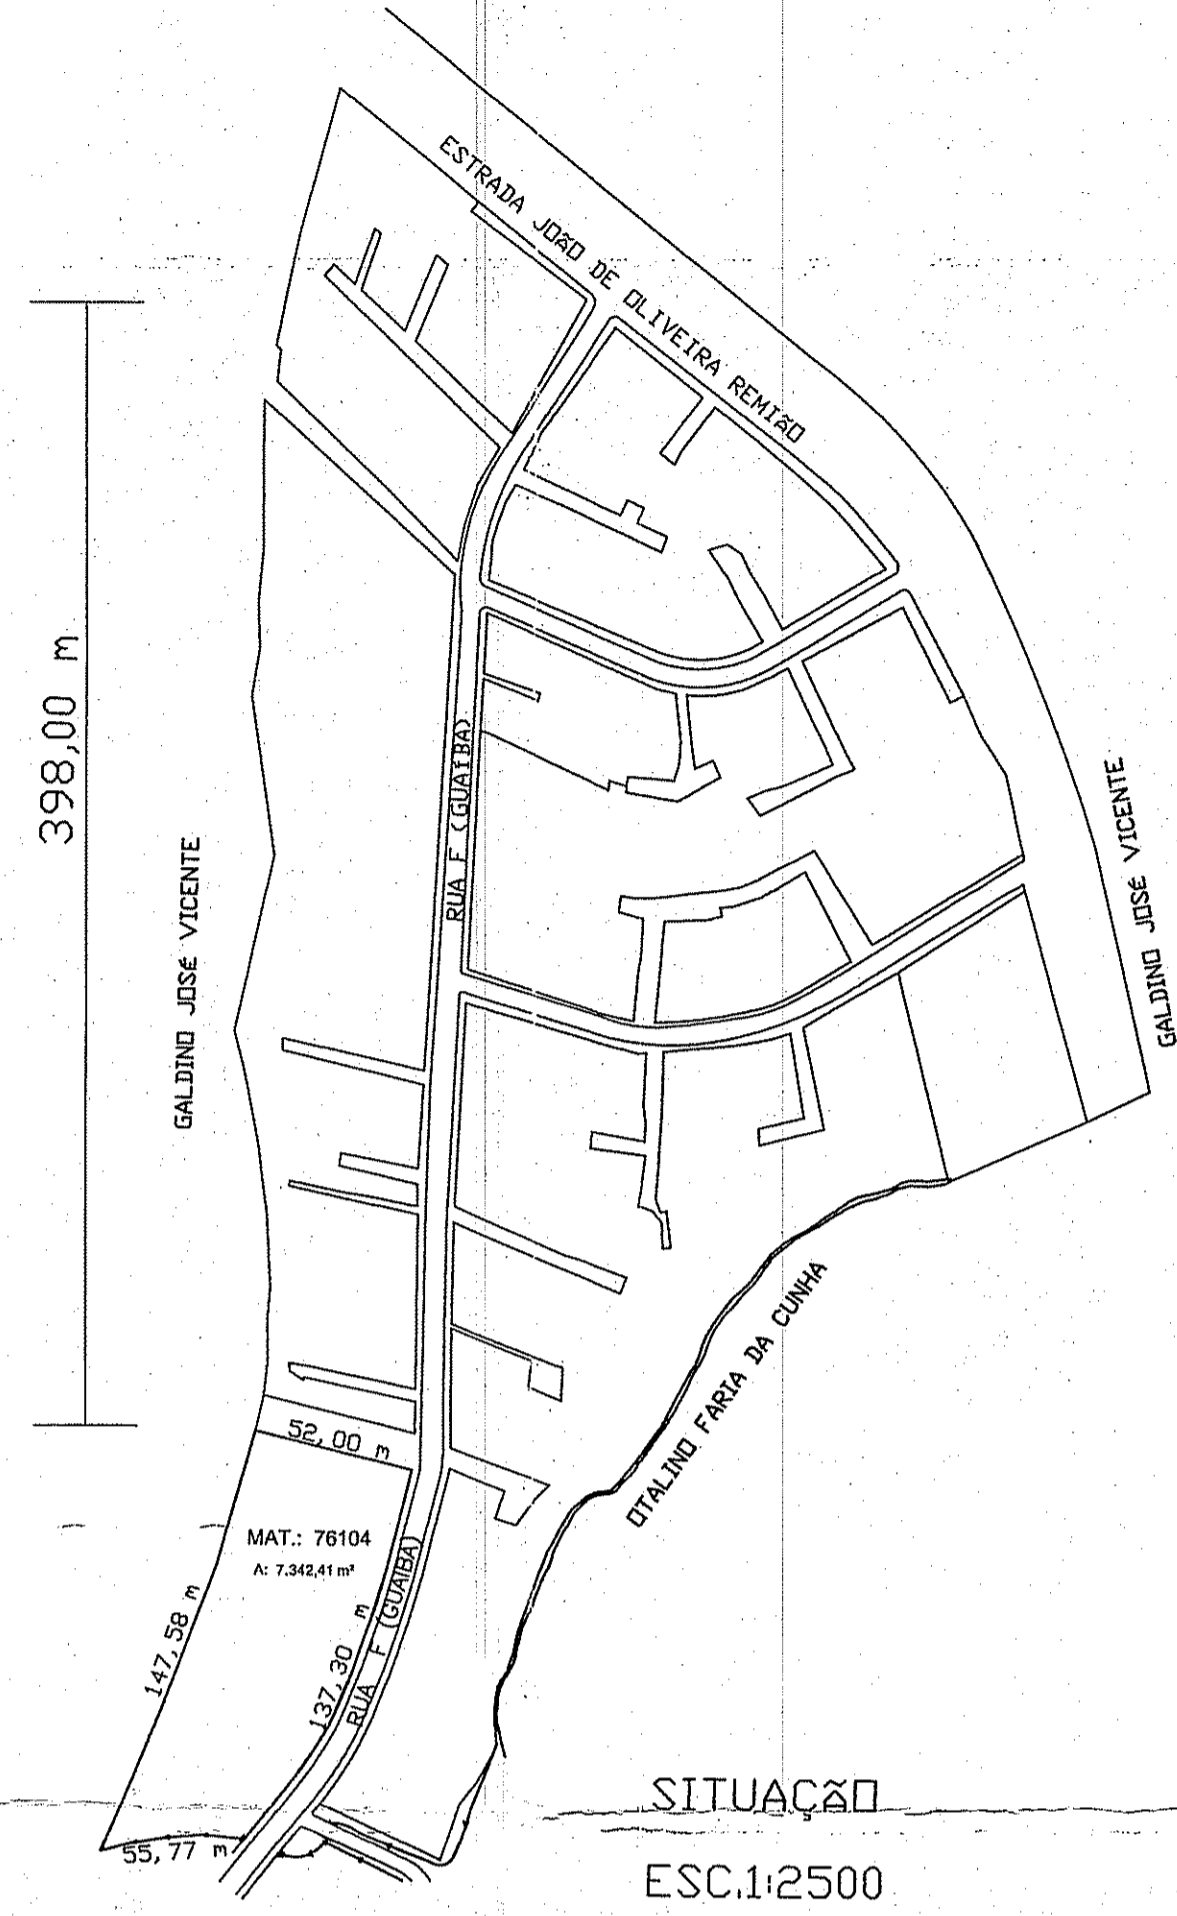 ESTRADA JOÃO DE OLIVEIRA REMIÃO
398,00 m
RUA F (GUAIBA)
GALDINO JOSÉ VICENTE
GALDINO JOSÉ VICENTE
OTALINO FARIA DA CUNHA
52,00 m
MAT.: 76104
A: 7.342,41 m²
147,58 m
137,30 m
RUA F (GUAIBA)
55,77 m
SITUAÇÃO
ESC.1:2500